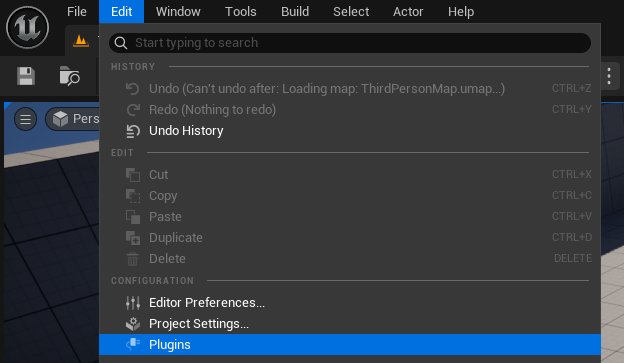 File Edit Window Tools Build Select Actor Help
Start typing to search
HISTORY
Undo (Can't undo after: Loading map: ThirdPersonMap.umap...) CTRL+Z
Redo (Nothing to redo) CTRL+Y
Undo History
Pers
EDIT
Cut CTRL+X
Copy CTRL+C
Paste CTRL+V
Duplicate CTRL+D
Delete DELETE
CONFIGURATION
Editor Preferences...
Project Settings...
Plugins